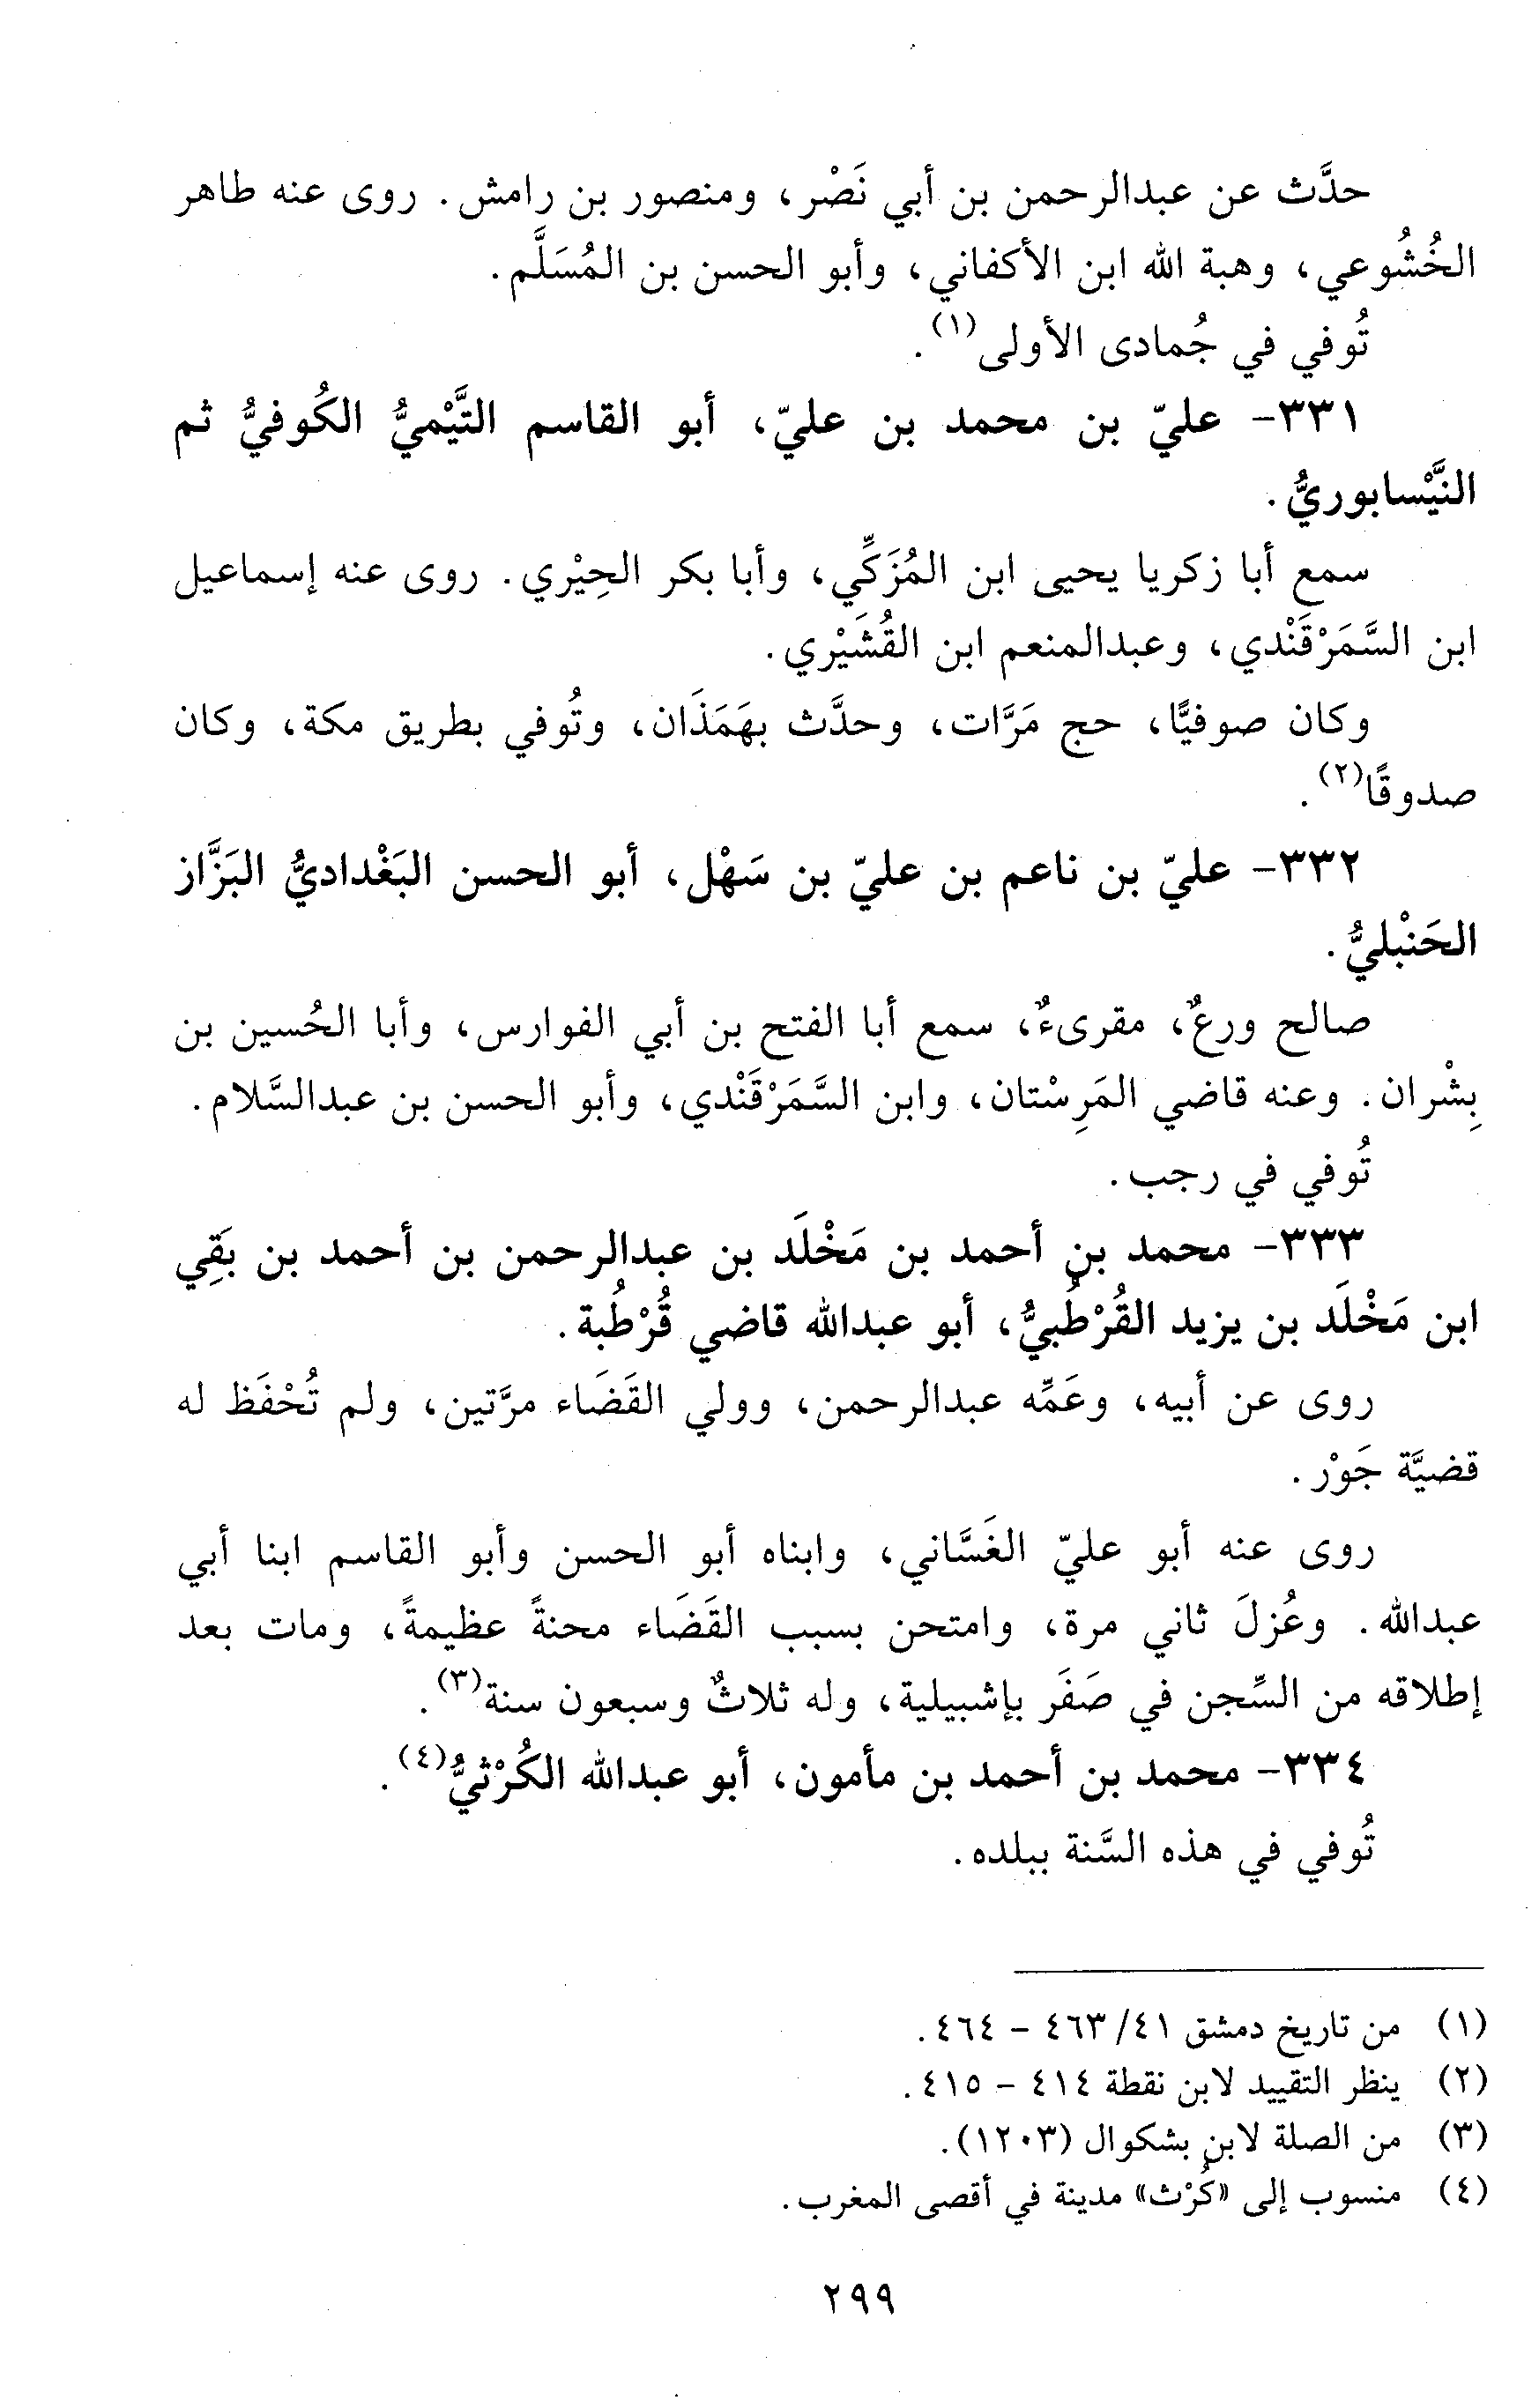 حدَّث عن عبدالرحمن بن أبي نَصْر، ومنصور بن رامش. روى عنه طاهر
الخُشُوعي، وهبة الله ابن الأكفاني، وأبو الحسن بن المُسَلَّم.
تُوفي في جُمادى الأولى(١).
٣٣١- عليّ بن محمد بن عليّ، أبو القاسم التَّيْميُّ الكُوفيُّ ثم
النَّيْسابوريُّ.
سمع أبا زكريا يحيى ابن المُزَكِّي، وأبا بكر الحِيْري. روى عنه إسماعيل
ابن السَّمَرْقَنْدي، وعبدالمنعم ابن القُشَيْري.
وكان صوفيًّا، حج مَرَّات، وحدَّث بهَمَذَان، وتُوفي بطريق مكة، وكان
صدوقًا(٢).
٣٣٢- عليّ بن ناعم بن عليّ بن سَهْل، أبو الحسن البَغْداديُّ البَزَّاز
الحَنْبليُّ.
صالح ورعٌ، مقرىءٌ، سمع أبا الفتح بن أبي الفوارس، وأبا الحُسين بن
بِشْران. وعنه قاضي المَرِسْتان، وابن السَّمَرْقَنْدي، وأبو الحسن بن عبدالسَّلام.
تُوفي في رجب.
٣٣٣- محمد بن أحمد بن مَخْلَد بن عبدالرحمن بن أحمد بن بَقِي
ابن مَخْلَد بن يزيد القُرْطُبيُّ، أبو عبدالله قاضي قُرْطُبة.
روى عن أبيه، وعَمِّه عبدالرحمن، وولي القَضَاء مرَّتين، ولم تُحْفَظ له
قضيَّة جَوْر.
روى عنه أبو عليّ الغَسَّاني، وابناه أبو الحسن وأبو القاسم ابنا أبي
عبدالله. وعُزلَ ثاني مرة، وامتحن بسبب القَضَاء محنةً عظيمةً، ومات بعد
إطلاقه من السِّجن في صَفَر بإشبيلية، وله ثلاثٌ وسبعون سنة(٣).
٣٣٤- محمد بن أحمد بن مأمون، أبو عبدالله الكُرْثيُّ(٤).
تُوفي في هذه السَّنة ببلده.
(١) من تاريخ دمشق ٤١/ ٤٦٣ - ٤٦٤.
(٢) ينظر التقييد لابن نقطة ٤١٤ - ٤١٥.
(٣) من الصلة لابن بشكوال (١٢٠٣).
(٤) منسوب إلى «كُرْث» مدينة في أقصى المغرب.
٢٩٩